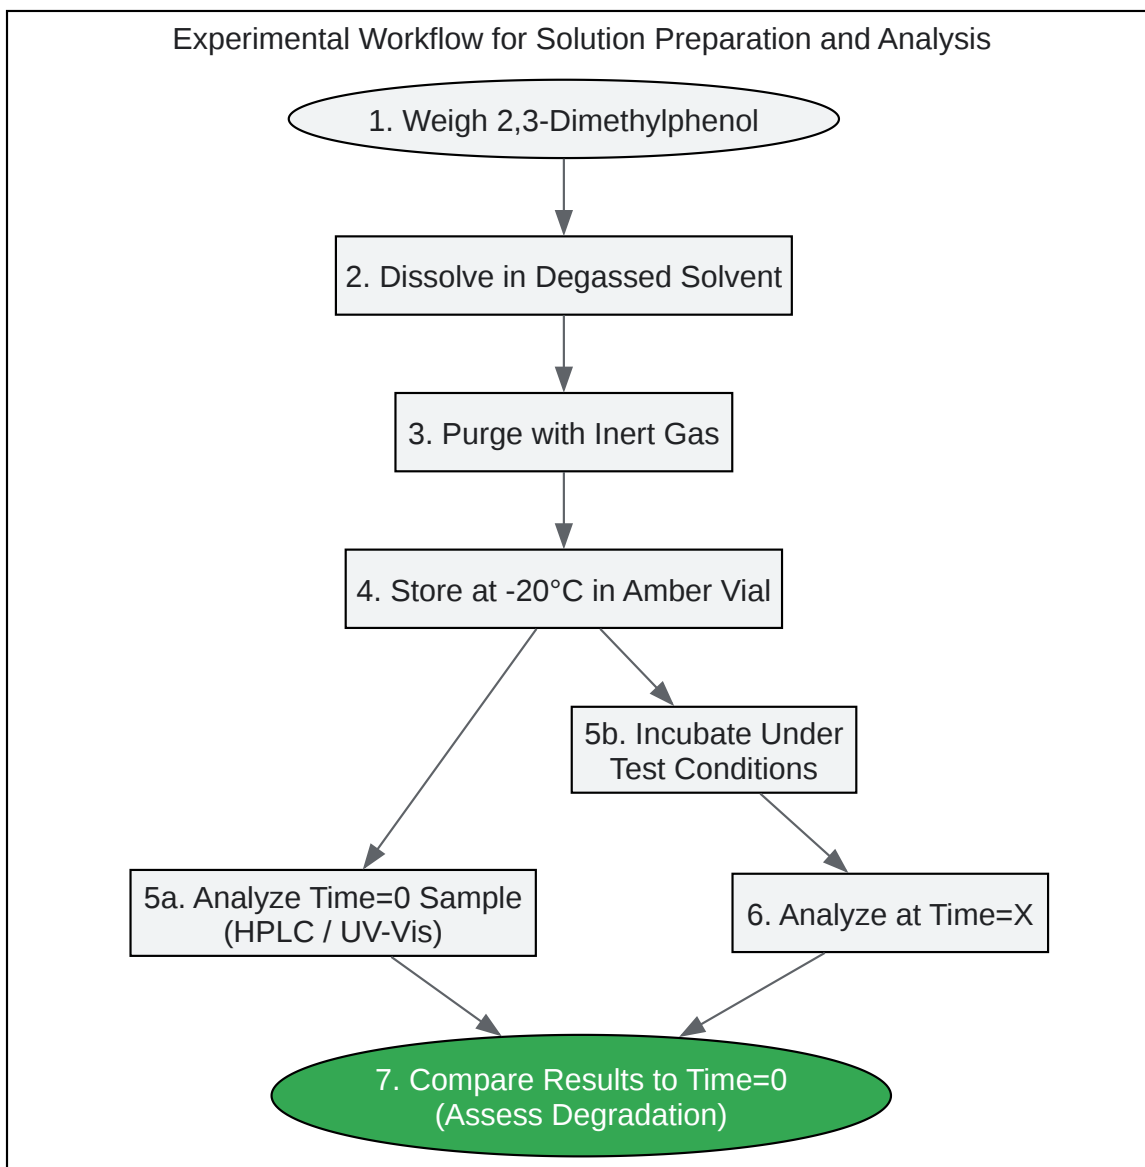 Experimental Workflow for Solution Preparation and Analysis
1. Weigh 2,3-Dimethylphenol
2. Dissolve in Degassed Solvent
3. Purge with Inert Gas
4. Store at -20°C in Amber Vial
5b. Incubate Under
Test Conditions
5a. Analyze Time=0 Sample
(HPLC / UV-Vis)
6. Analyze at Time=X
7. Compare Results to Time=0
(Assess Degradation)